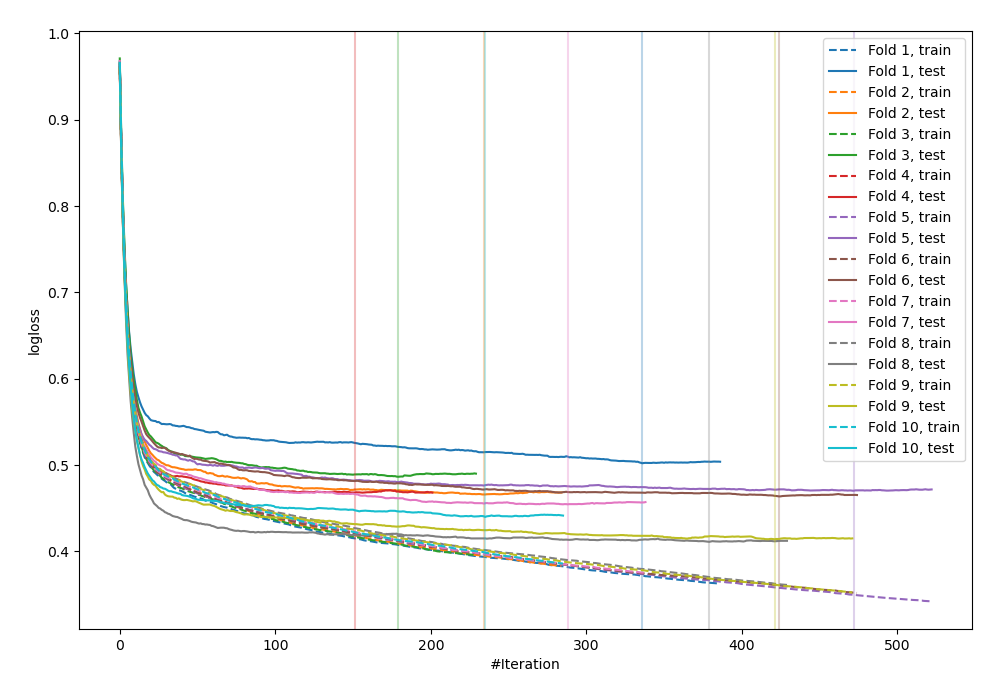 1.0
0.9
0.8
0.7
0.6
0.5
0.4
logloss
0
100
200
300
400
500
#Iteration
Fold 1, train
Fold 1, test
Fold 2, train
Fold 2, test
Fold 3, train
Fold 3, test
Fold 4, train
Fold 4, test
Fold 5, train
Fold 5, test
Fold 6, train
Fold 6, test
Fold 7, train
Fold 7, test
Fold 8, train
Fold 8, test
Fold 9, train
Fold 9, test
Fold 10, train
Fold 10, test